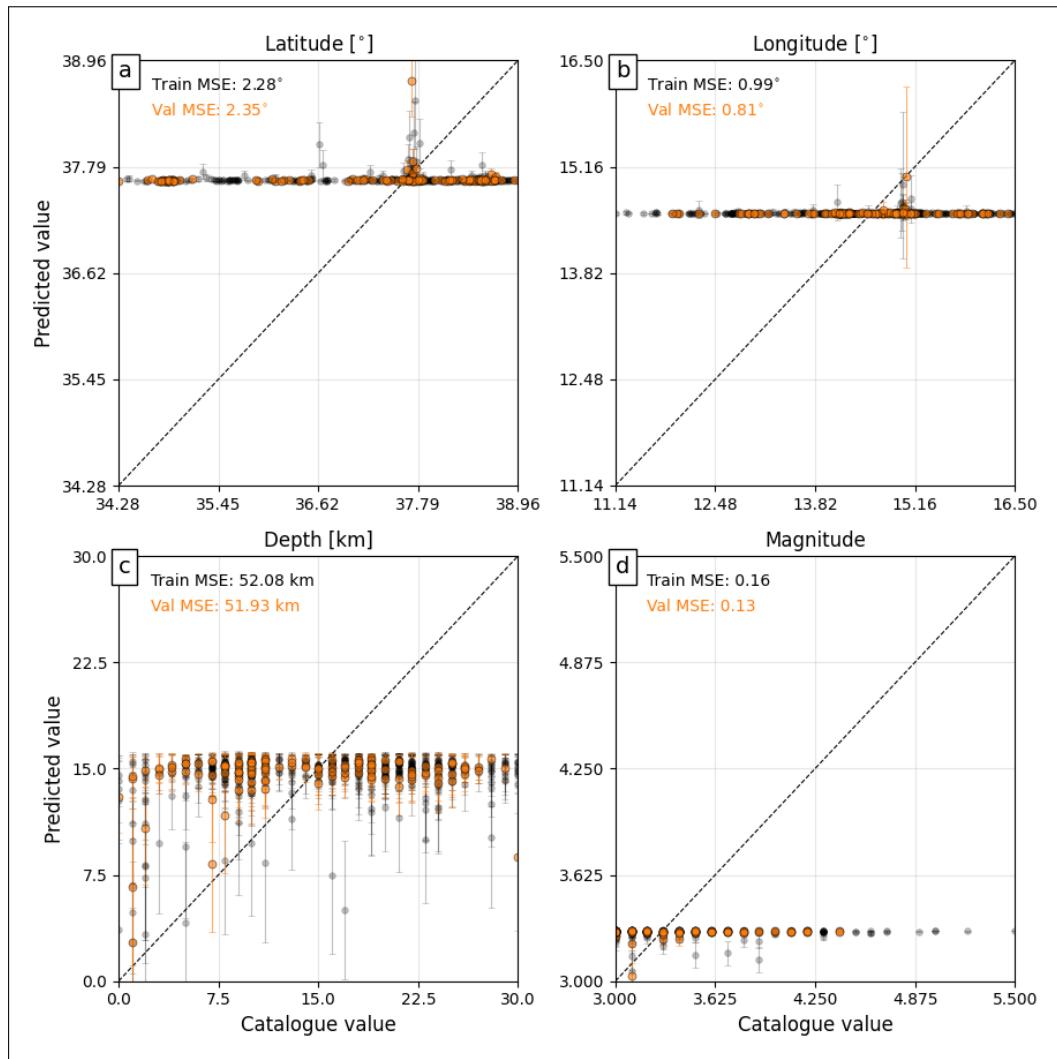 Latitude [°]
a
Train MSE: 2.28°
Val MSE: 2.35°
38.96
37.79
36.62
35.45
34.28
34.28 35.45 36.62 37.79 38.96
Predicted value
Longitude [°]
b
Train MSE: 0.99°
Val MSE: 0.81°
16.50
15.16
13.82
12.48
11.14
11.14 12.48 13.82 15.16 16.50
Depth [km]
c
Train MSE: 52.08 km
Val MSE: 51.93 km
30.0
22.5
15.0
7.5
0.0
0.0 7.5 15.0 22.5 30.0
Predicted value
Catalogue value
Magnitude
d
Train MSE: 0.16
Val MSE: 0.13
5.500
4.875
4.250
3.625
3.000
3.000 3.625 4.250 4.875 5.500
Catalogue value